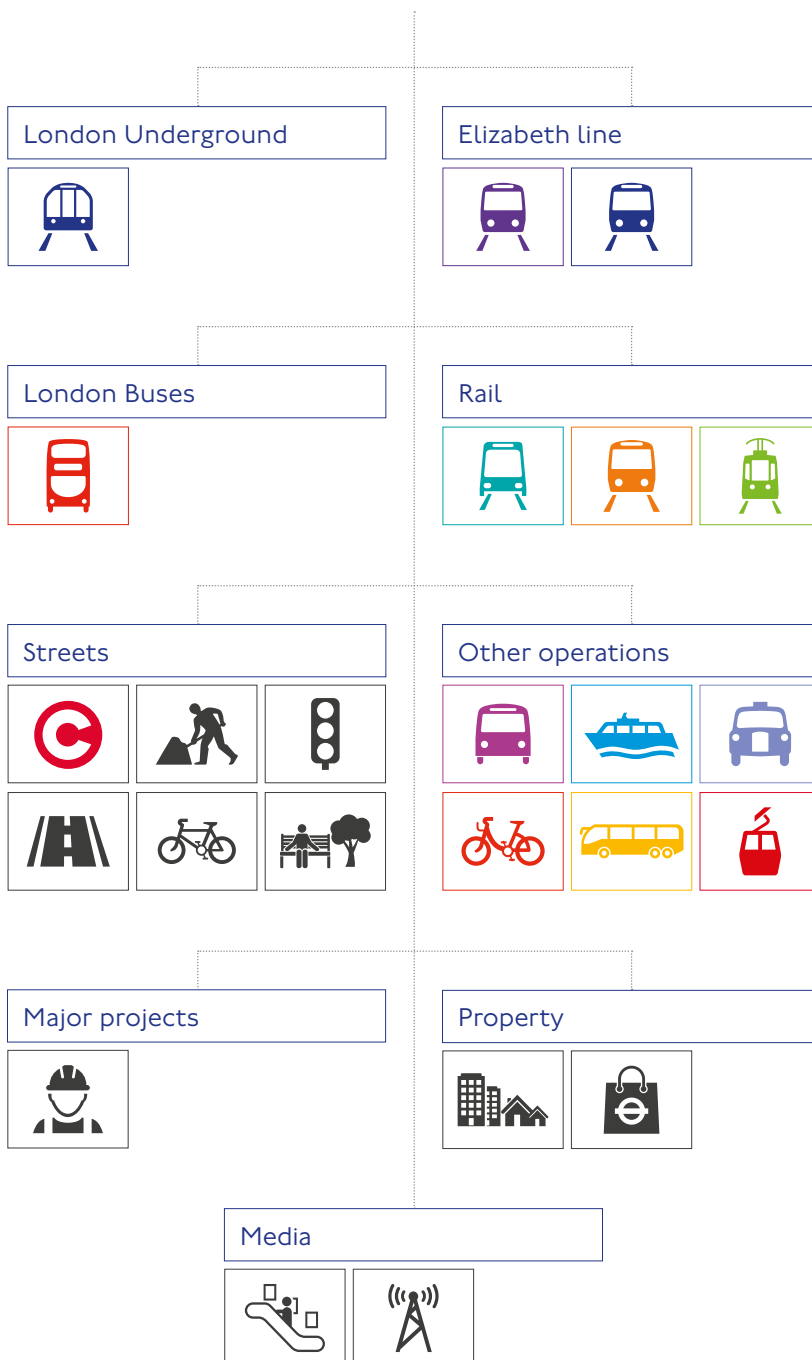 London Underground
Elizabeth line
London Buses
Rail
Streets
Other operations
Major projects
Property
Media